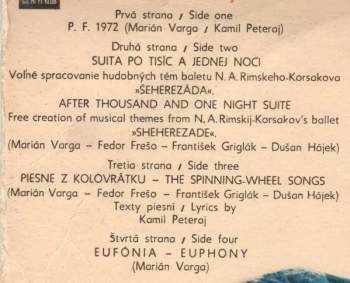 Prvá strana / Side one
P. F. 1972 (Marián Varga / Kamil Peteraj)
Druhá strana / Side two
SUITA PO TISÍC A JEDNEJ NOCI
Voľné spracovanie hudobných tém baletu N. A. Rimskeho-Korsakova
»ŠEHEREZÁDA«.
AFTER THOUSAND AND ONE NIGHT SUITE
Free creation of musical themes from N. A. Rimskij-Korsakov's ballet
»SHEHEREZADE«.
(Marián Varga – Fedor Frešo – František Griglák – Dušan Hájek)
Tretia strana / Side three
PIESNE Z KOLOVRÁTKU – THE SPINNING-WHEEL SONGS
(Marián Varga – Fedor Frešo – František Griglák – Dušan Hájek)
Texty piesní / Lyrics by
Kamil Peteraj
Štvrtá strana / Side four
EUFÓNIA – EUPHONY
(Marián Varga)